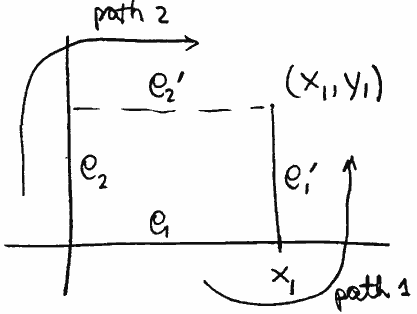 path 2
e₂′
(x₁, y₁)
e₂
e₁′
e₁
x₁
path 1